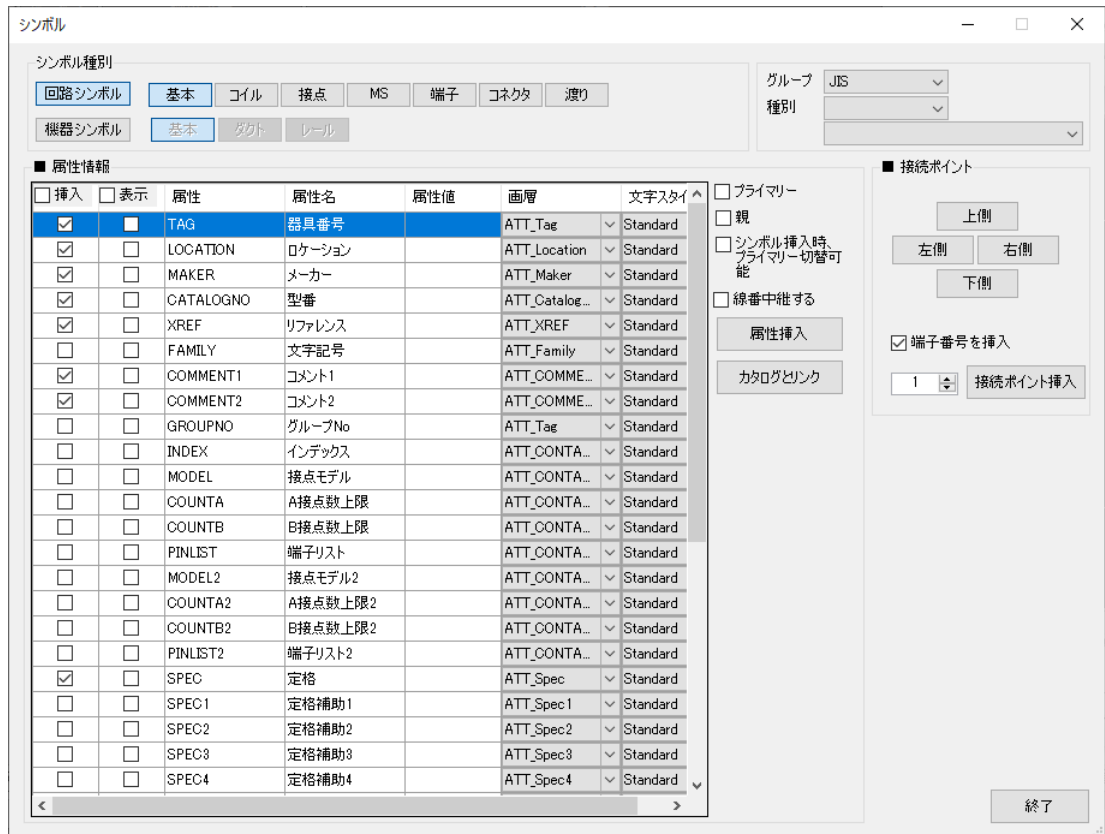 シンボル
シンボル種別
回路シンボル 基本 コイル 接点 MS 端子 コネクタ 渡り
機器シンボル 基本 ダクト レール
グループ JIS
種別
■ 属性情報
挿入 表示 属性 属性名 属性値 画層 文字スタイ
TAG 器具番号 ATT_Tag Standard
LOCATION ロケーション ATT_Location Standard
MAKER メーカー ATT_Maker Standard
CATALOGNO 型番 ATT_Catalog... Standard
XREF リファレンス ATT_XREF Standard
FAMILY 文字記号 ATT_Family Standard
COMMENT1 コメント1 ATT_COMME... Standard
COMMENT2 コメント2 ATT_COMME... Standard
GROUPNO グループNo ATT_Tag Standard
INDEX インデックス ATT_CONTA... Standard
MODEL 接点モデル ATT_CONTA... Standard
COUNTA A接点数上限 ATT_CONTA... Standard
COUNTB B接点数上限 ATT_CONTA... Standard
PINLIST 端子リスト ATT_CONTA... Standard
MODEL2 接点モデル2 ATT_CONTA... Standard
COUNTA2 A接点数上限2 ATT_CONTA... Standard
COUNTB2 B接点数上限2 ATT_CONTA... Standard
PINLIST2 端子リスト2 ATT_CONTA... Standard
SPEC 定格 ATT_Spec Standard
SPEC1 定格補助1 ATT_Spec1 Standard
SPEC2 定格補助2 ATT_Spec2 Standard
SPEC3 定格補助3 ATT_Spec3 Standard
SPEC4 定格補助4 ATT_Spec4 Standard
プライマリー
親
シンボル挿入時、
プライマリー切替可
能
線番中継する
属性挿入
カタログとリンク
■ 接続ポイント
上側
左側 右側
下側
端子番号を挿入
1 接続ポイント挿入
終了